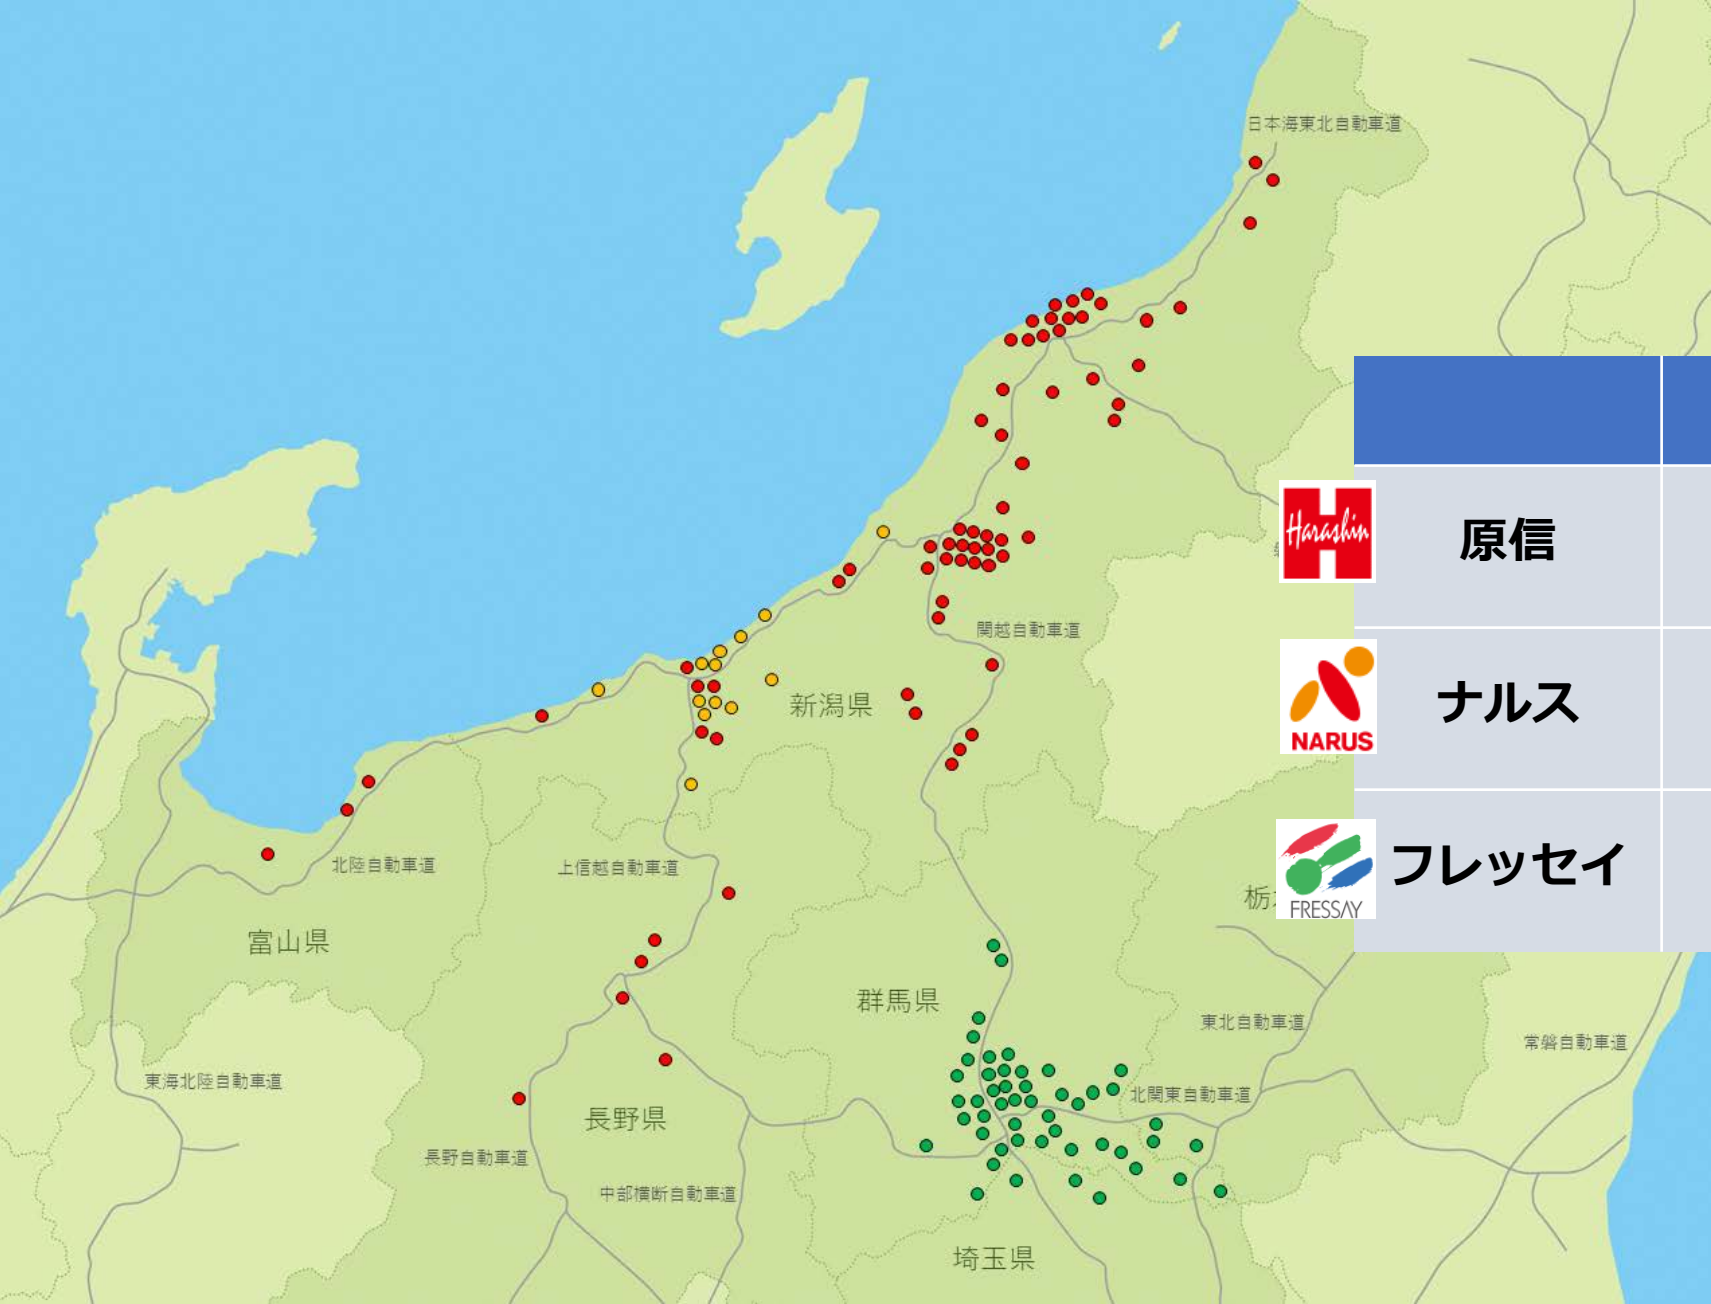 日本海東北自動車道
Harashin
原信
関越自動車道
NARUS
ナルス
新潟県
北陸自動車道
上信越自動車道
フレッセイ
FRESSAY
栃
富山県
群馬県
東北自動車道
常磐自動車道
東海北陸自動車道
北関東自動車道
長野県
長野自動車道
中部横断自動車道
埼玉県